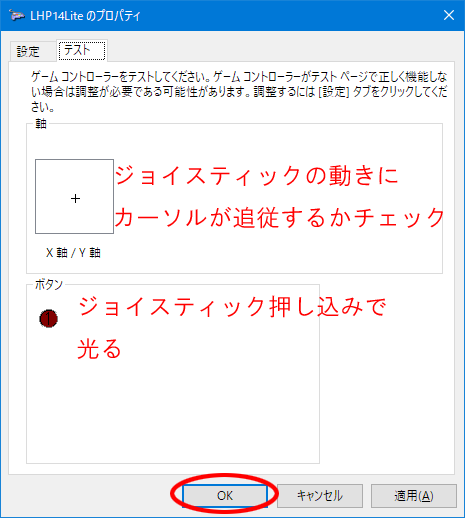 LHP14Lite のプロパティ
設定 テスト
ゲーム コントローラーをテストしてください。ゲーム コントローラーがテスト ページで正しく機能しな
い場合は調整が必要である可能性があります。調整するには [設定] タブをクリックしてくだ
さい。
軸
ジョイスティックの動きに
カーソルが追従するかチェック
X 軸 / Y 軸
ボタン
1
ジョイスティック押し込みで
光る
OK キャンセル 適用(A)